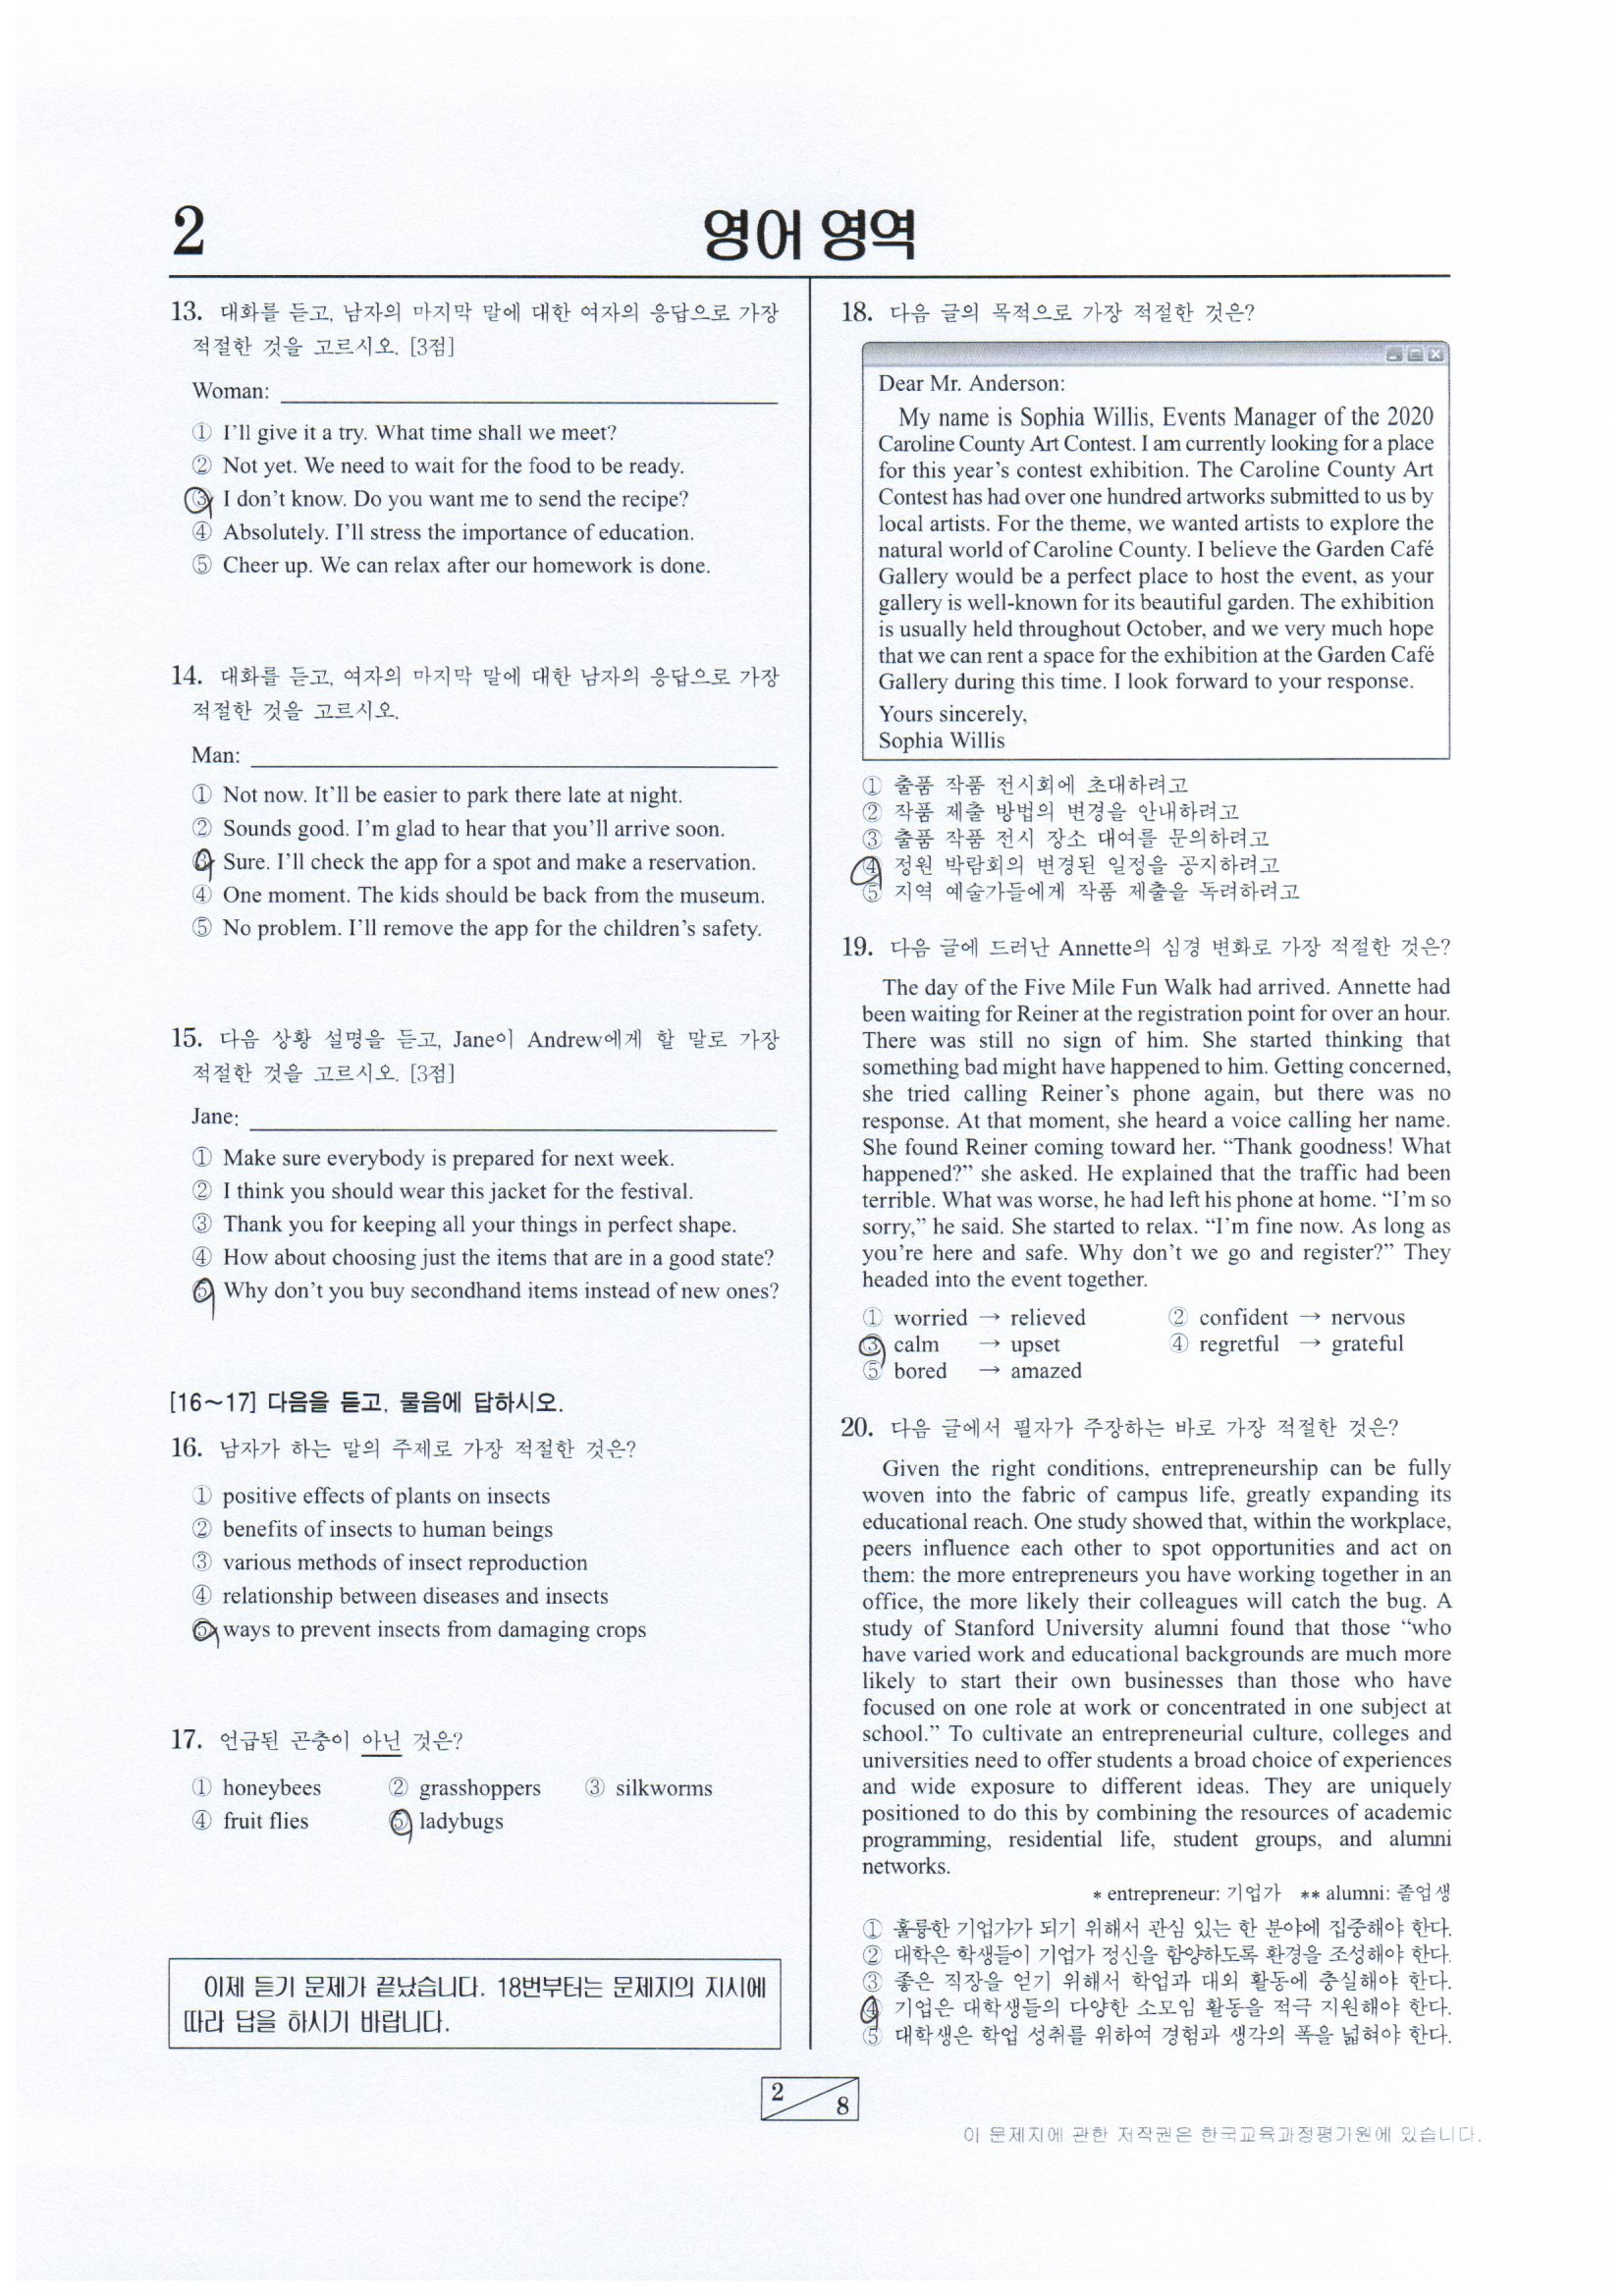 2
영어 영역
13. 대화를 듣고, 남자의 마지막 말에 대한 여자의 응답으로 가장
적절한 것을 고르시오. [3점]
Woman:
① I'll give it a try. What time shall we meet?
② Not yet. We need to wait for the food to be ready.
③ I don't know. Do you want me to send the recipe?
④ Absolutely. I'll stress the importance of education.
⑤ Cheer up. We can relax after our homework is done.
14. 대화를 듣고, 여자의 마지막 말에 대한 남자의 응답으로 가장
적절한 것을 고르시오.
Man:
① Not now. It'll be easier to park there late at night.
② Sounds good. I'm glad to hear that you'll arrive soon.
③ Sure. I'll check the app for a spot and make a reservation.
④ One moment. The kids should be back from the museum.
⑤ No problem. I'll remove the app for the children's safety.
15. 다음 상황 설명을 듣고, Jane이 Andrew에게 할 말로 가장
적절한 것을 고르시오. [3점]
Jane:
① Make sure everybody is prepared for next week.
② I think you should wear this jacket for the festival.
③ Thank you for keeping all your things in perfect shape.
④ How about choosing just the items that are in a good state?
⑤ Why don't you buy secondhand items instead of new ones?
[16~17] 다음을 듣고, 물음에 답하시오.
16. 남자가 하는 말의 주제로 가장 적절한 것은?
① positive effects of plants on insects
② benefits of insects to human beings
③ various methods of insect reproduction
④ relationship between diseases and insects
⑤ ways to prevent insects from damaging crops
17. 언급된 곤충이 아닌 것은?
① honeybees ② grasshoppers ③ silkworms
④ fruit flies ⑤ ladybugs
이제 듣기 문제가 끝났습니다. 18번부터는 문제지의 지시에
따라 답을 하시기 바랍니다.
18. 다음 글의 목적으로 가장 적절한 것은?
Dear Mr. Anderson:
My name is Sophia Willis, Events Manager of the 2020
Caroline County Art Contest. I am currently looking for a place
for this year's contest exhibition. The Caroline County Art
Contest has had over one hundred artworks submitted to us by
local artists. For the theme, we wanted artists to explore the
natural world of Caroline County. I believe the Garden Café
Gallery would be a perfect place to host the event, as your
gallery is well-known for its beautiful garden. The exhibition
is usually held throughout October, and we very much hope
that we can rent a space for the exhibition at the Garden Café
Gallery during this time. I look forward to your response.
Yours sincerely,
Sophia Willis
① 출품 작품 전시회에 초대하려고
② 작품 제출 방법의 변경을 안내하려고
③ 출품 작품 전시 장소 대여를 문의하려고
④ 정원 박람회의 변경된 일정을 공지하려고
⑤ 지역 예술가들에게 작품 제출을 독려하려고
19. 다음 글에 드러난 Annette의 심경 변화로 가장 적절한 것은?
The day of the Five Mile Fun Walk had arrived. Annette had
been waiting for Reiner at the registration point for over an hour.
There was still no sign of him. She started thinking that
something bad might have happened to him. Getting concerned,
she tried calling Reiner's phone again, but there was no
response. At that moment, she heard a voice calling her name.
She found Reiner coming toward her. “Thank goodness! What
happened?” she asked. He explained that the traffic had been
terrible. What was worse, he had left his phone at home. “I'm so
sorry,” he said. She started to relax. “I'm fine now. As long as
you're here and safe. Why don't we go and register?” They
headed into the event together.
① worried → relieved ② confident → nervous
③ calm → upset ④ regretful → grateful
⑤ bored → amazed
20. 다음 글에서 필자가 주장하는 바로 가장 적절한 것은?
Given the right conditions, entrepreneurship can be fully
woven into the fabric of campus life, greatly expanding its
educational reach. One study showed that, within the workplace,
peers influence each other to spot opportunities and act on
them: the more entrepreneurs you have working together in an
office, the more likely their colleagues will catch the bug. A
study of Stanford University alumni found that those “who
have varied work and educational backgrounds are much more
likely to start their own businesses than those who have
focused on one role at work or concentrated in one subject at
school.” To cultivate an entrepreneurial culture, colleges and
universities need to offer students a broad choice of experiences
and wide exposure to different ideas. They are uniquely
positioned to do this by combining the resources of academic
programming, residential life, student groups, and alumni
networks.
* entrepreneur: 기업가 ** alumni: 졸업생
① 훌륭한 기업가가 되기 위해서 관심 있는 한 분야에 집중해야 한다.
② 대학은 학생들이 기업가 정신을 함양하도록 환경을 조성해야 한다.
③ 좋은 직장을 얻기 위해서 학업과 대외 활동에 충실해야 한다.
④ 기업은 대학생들의 다양한 소모임 활동을 적극 지원해야 한다.
⑤ 대학생은 학업 성취를 위하여 경험과 생각의 폭을 넓혀야 한다.
2
8
이 문제지에 관한 저작권은 한국교육과정평가원에 있습니다.